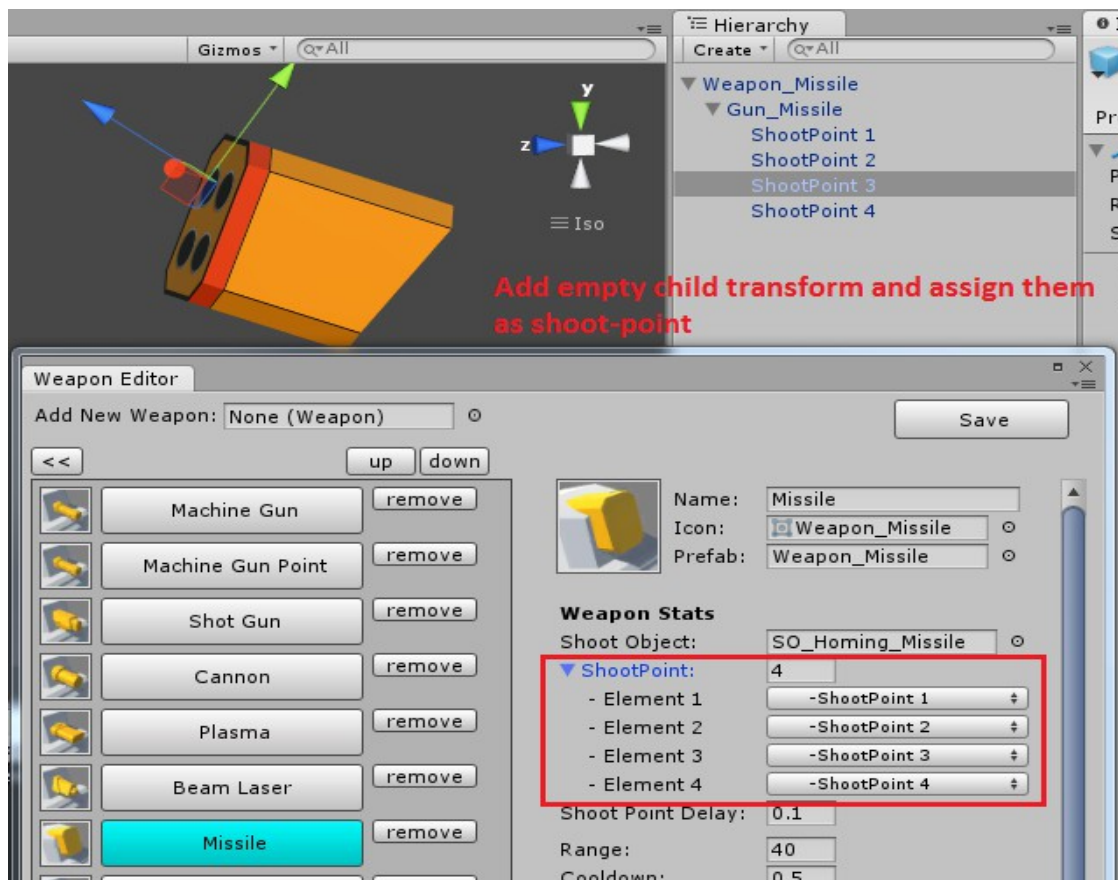 Hierarchy
Gizmos
All
Create
All
Weapon_Missile
Gun_Missile
ShootPoint 1
ShootPoint 2
ShootPoint 3
ShootPoint 4
y
z
Iso
Pr
P
R
S
Add empty child transform and assign them
as shoot-point
Weapon Editor
Add New Weapon: None (Weapon)
Save
<< up down
Machine Gun remove
Machine Gun Point remove
Shot Gun remove
Cannon remove
Plasma remove
Beam Laser remove
Missile remove
Name: Missile
Icon: Weapon_Missile
Prefab: Weapon_Missile
Weapon Stats
Shoot Object: SO_Homing_Missile
ShootPoint: 4
- Element 1 -ShootPoint 1
- Element 2 -ShootPoint 2
- Element 3 -ShootPoint 3
- Element 4 -ShootPoint 4
Shoot Point Delay: 0.1
Range: 40
Cooldown: 0.5